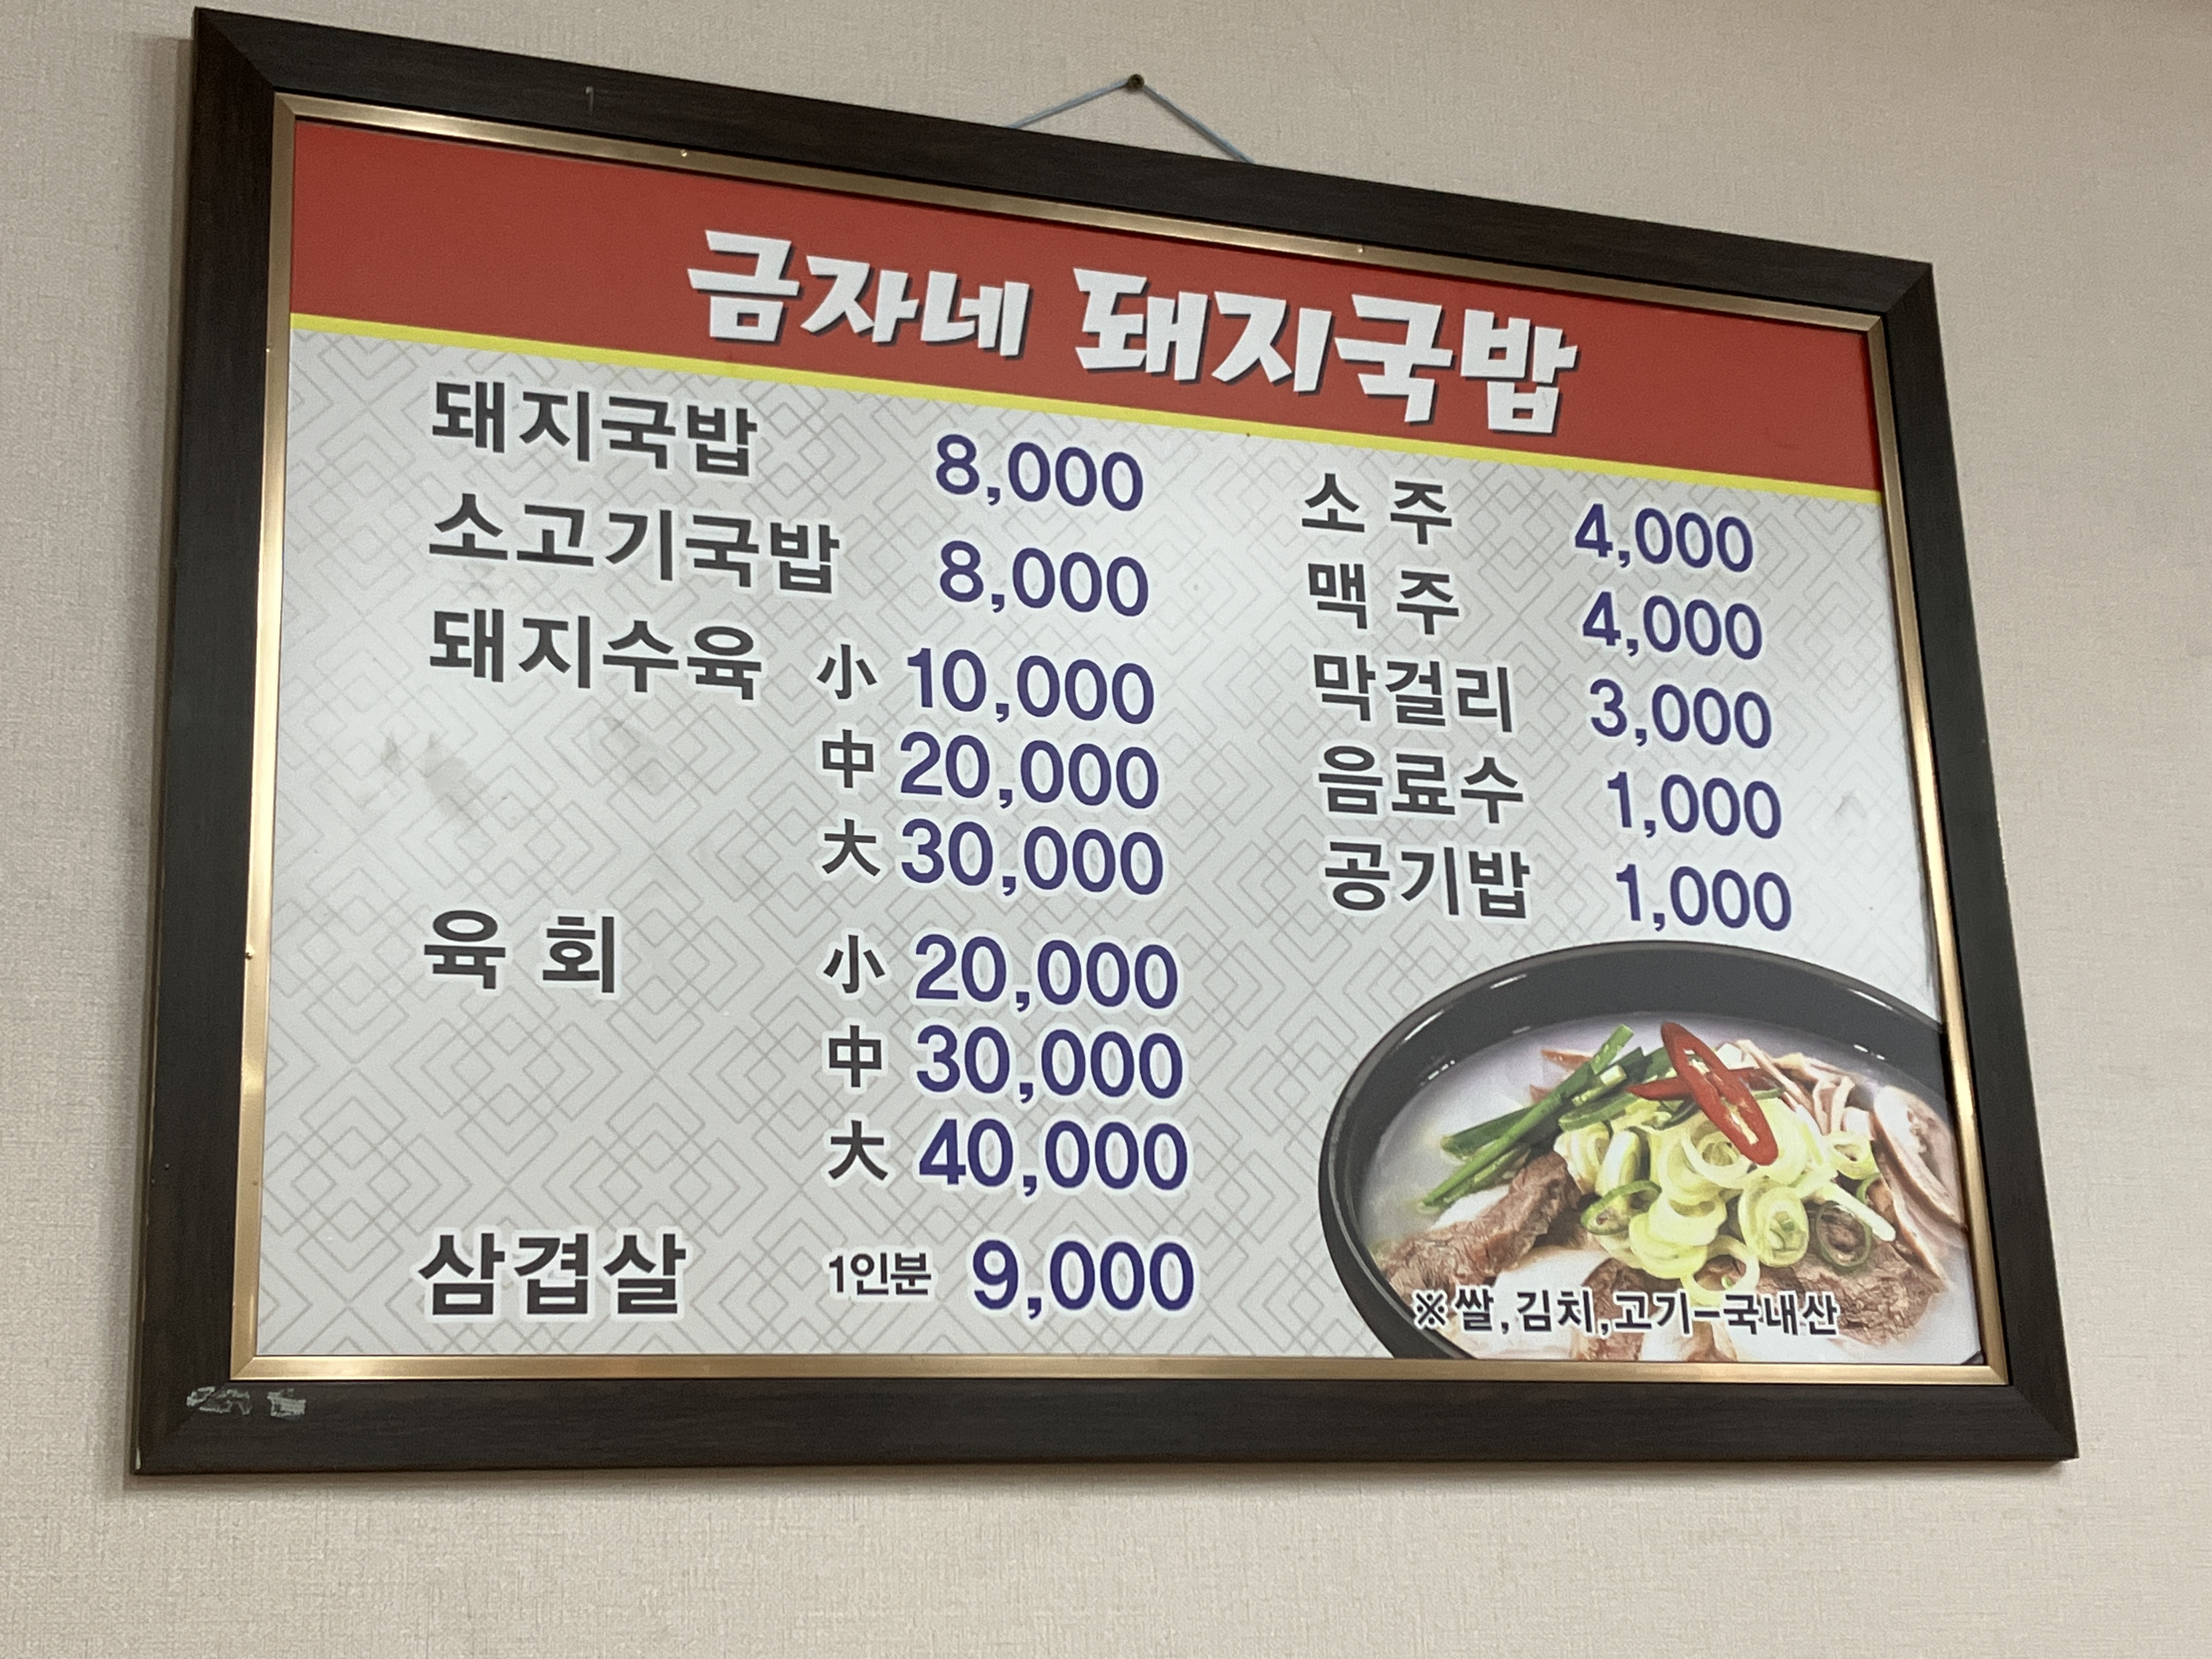 금자네 돼지국밥
돼지국밥 8,000
소고기국밥 8,000
돼지수육 小 10,000
中 20,000
大 30,000
육 회 小 20,000
中 30,000
大 40,000
삼겹살 1인분 9,000
소 주 4,000
맥 주 4,000
막걸리 3,000
음료수 1,000
공기밥 1,000
※쌀,김치,고기-국내산